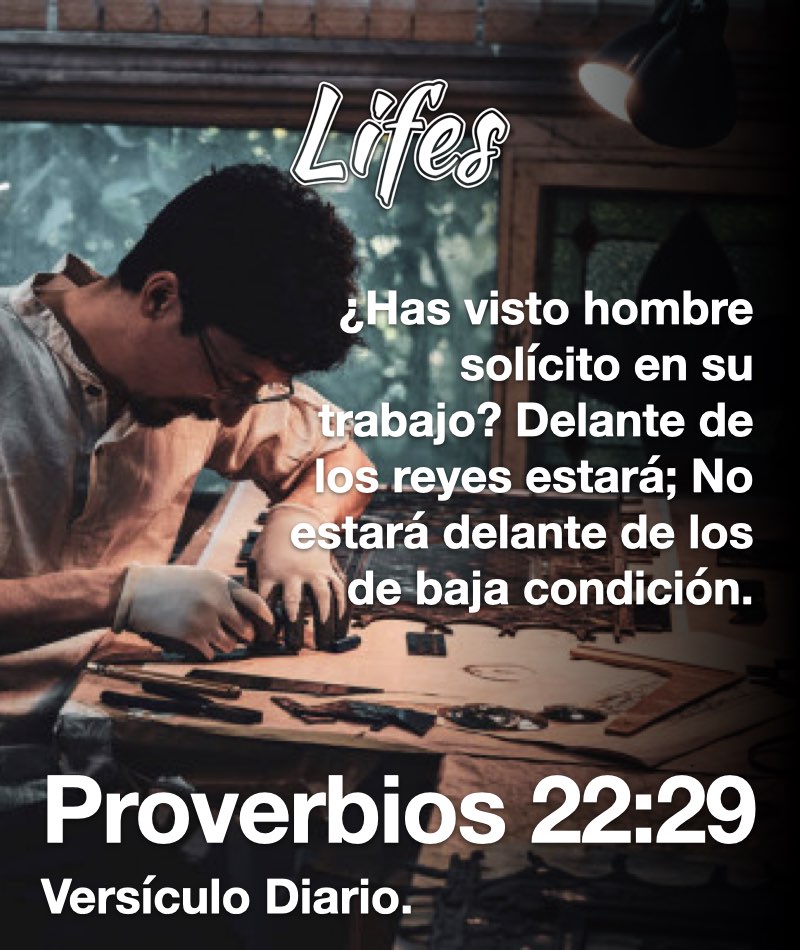 Lifes
¿Has visto hombre
solícito en su
trabajo? Delante de
los reyes estará; No
estará delante de los
de baja condición.
Proverbios 22:29
Versículo Diario.